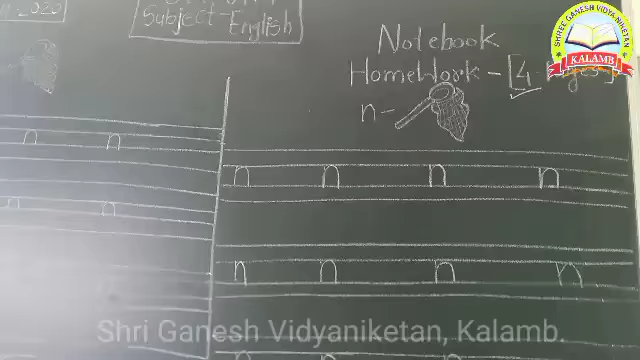 Subject-English
Notebook
HomeWork - [4
n-
n n
n n n n
n n
n n n n
SHREE GANESH VIDYANIKETAN
KALAMB
Shri Ganesh Vidyaniketan, Kalamb.